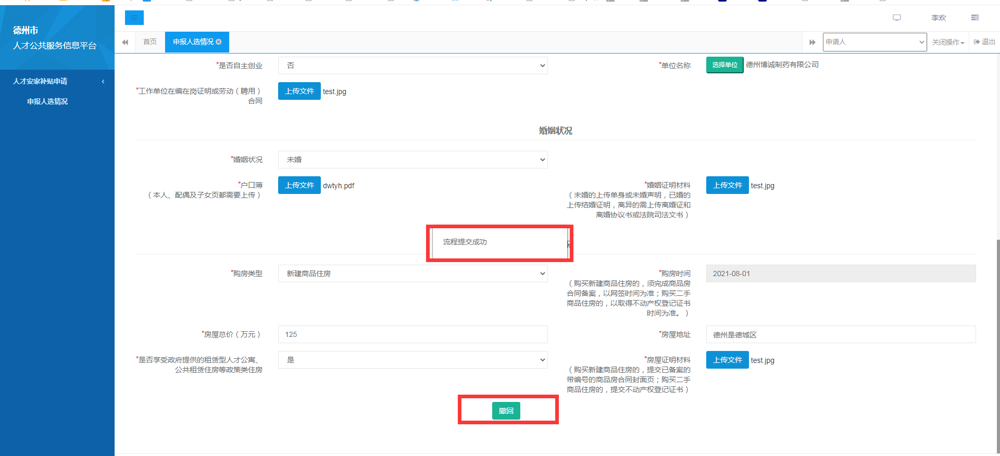 德州市
人才公共服务信息平台
李欢
首页
申报人选情况
申请人
关闭操作
退出
人才安家补贴申请
申报人选情况
*是否自主创业
否
*单位名称
选择单位
德州博诚制药有限公司
*工作单位在编在岗证明或劳动（聘用）
合同
上传文件
test.jpg
婚姻状况
*婚姻状况
未婚
*户口薄
（本人、配偶及子女页都需要上传）
上传文件
dwtyh.pdf
*婚姻证明材料
（未婚的上传单身或未婚声明，已婚的
上传结婚证明，离异的需上传离婚证和
离婚协议书或法院司法文书）
上传文件
test.jpg
流程提交成功
*购房类型
新建商品住房
*购房时间
（购买新建商品住房的，须完成商品房
合同备案，以网签时间为准；购买二手
商品住房的，以取得不动产权登记证书
时间为准。）
2021-08-01
*房屋总价（万元）
125
*房屋地址
德州是德城区
*是否享受政府提供的租赁型人才公寓、
公共租赁住房等政策类住房
是
*房屋证明材料
（购买新建商品住房的，提交已备案的
带编号的商品房合同封面页；购买二手
商品住房的，提交不动产权登记证书）
上传文件
test.jpg
撤回